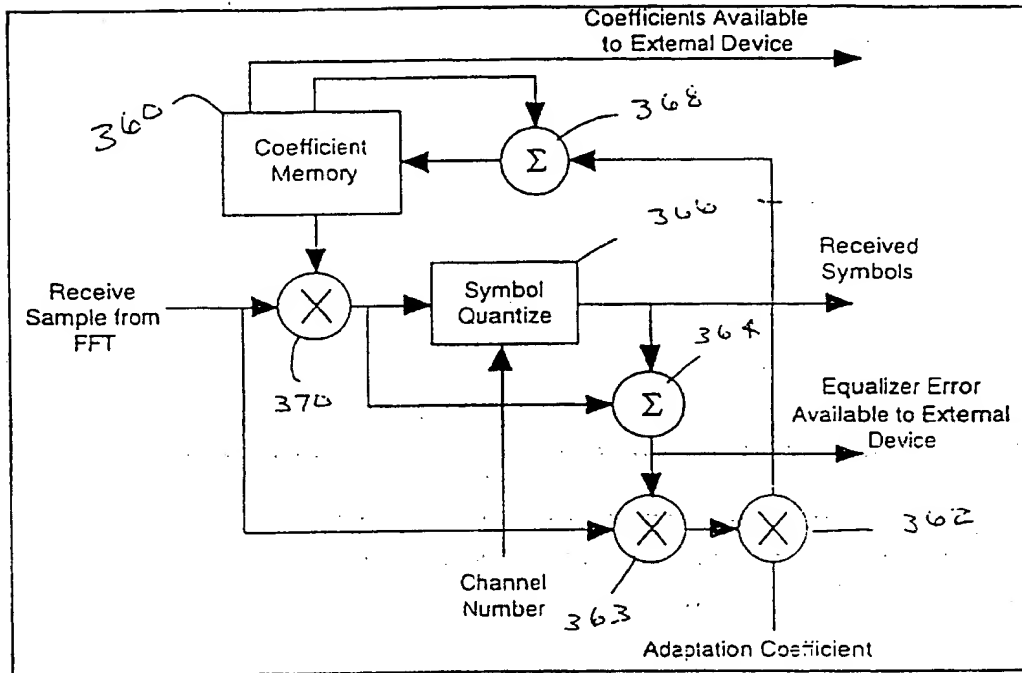 Coefficients Available
to External Device
360
368
Coefficient
Memory
Σ
366
Received
Symbols
Receive
Sample from
FFT
Symbol
Quantize
364
370
Σ
Equalizer Error
Available to External
Device
362
Channel
Number
363
Adaptation Coefficient